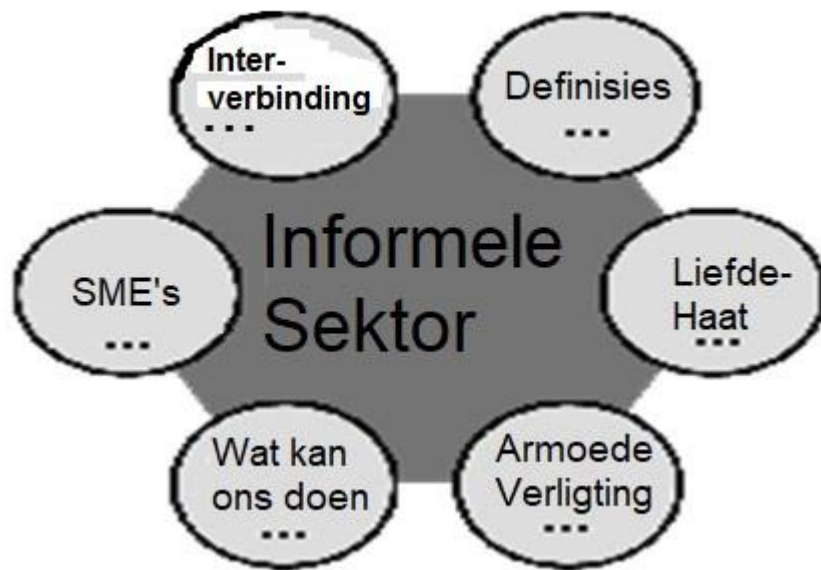 Inter-
verbinding
...
Definisies
...
Informele
Sektor
SME's
...
Liefde-
Haat
...
Wat kan
ons doen
...
Armoede
Verligting
...